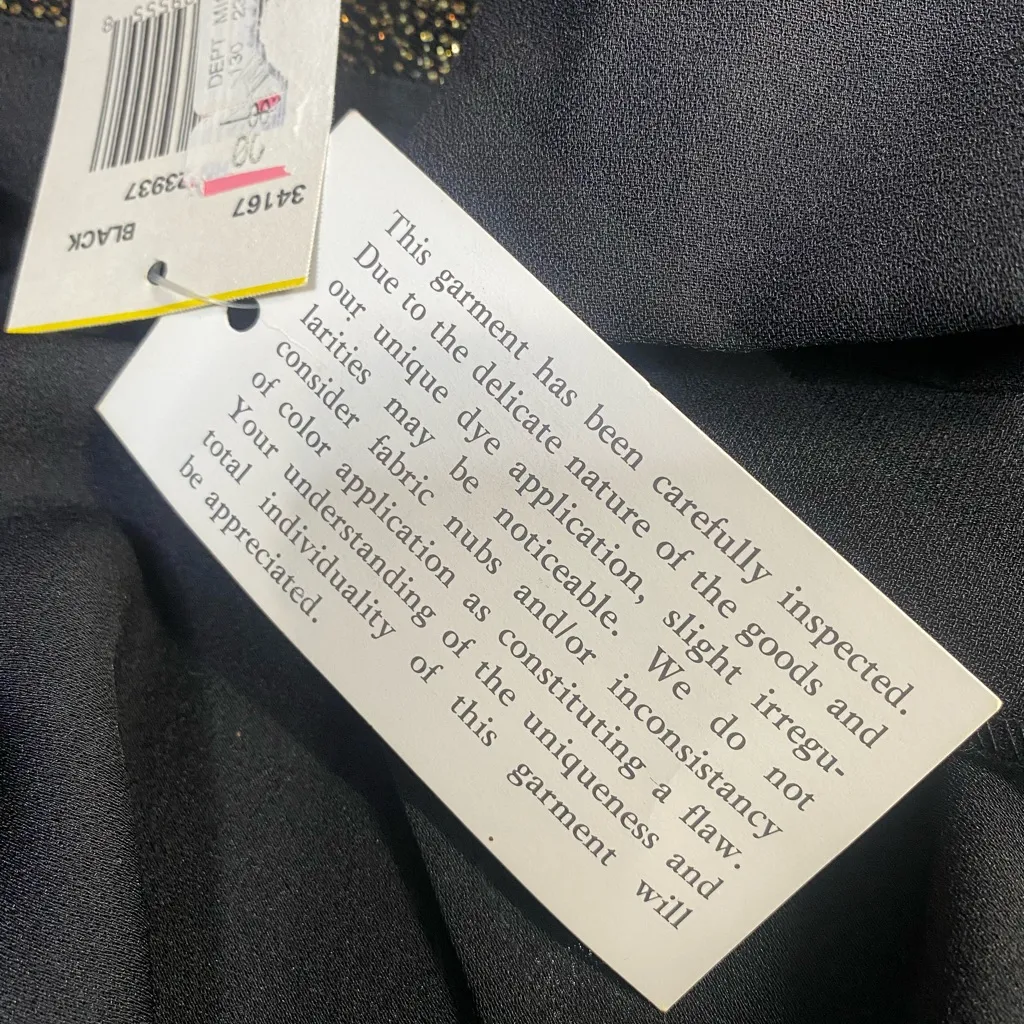 DEPT
130
34167
23937
BLACK
This garment has been carefully inspected.
Due to the delicate nature of the goods and
our unique dye application, slight irregu-
larities may be noticeable. We do not
consider fabric nubs and/or inconsistancy
of color application as constituting a flaw.
Your understanding of the uniqueness and
total individuality of this garment will
be appreciated.